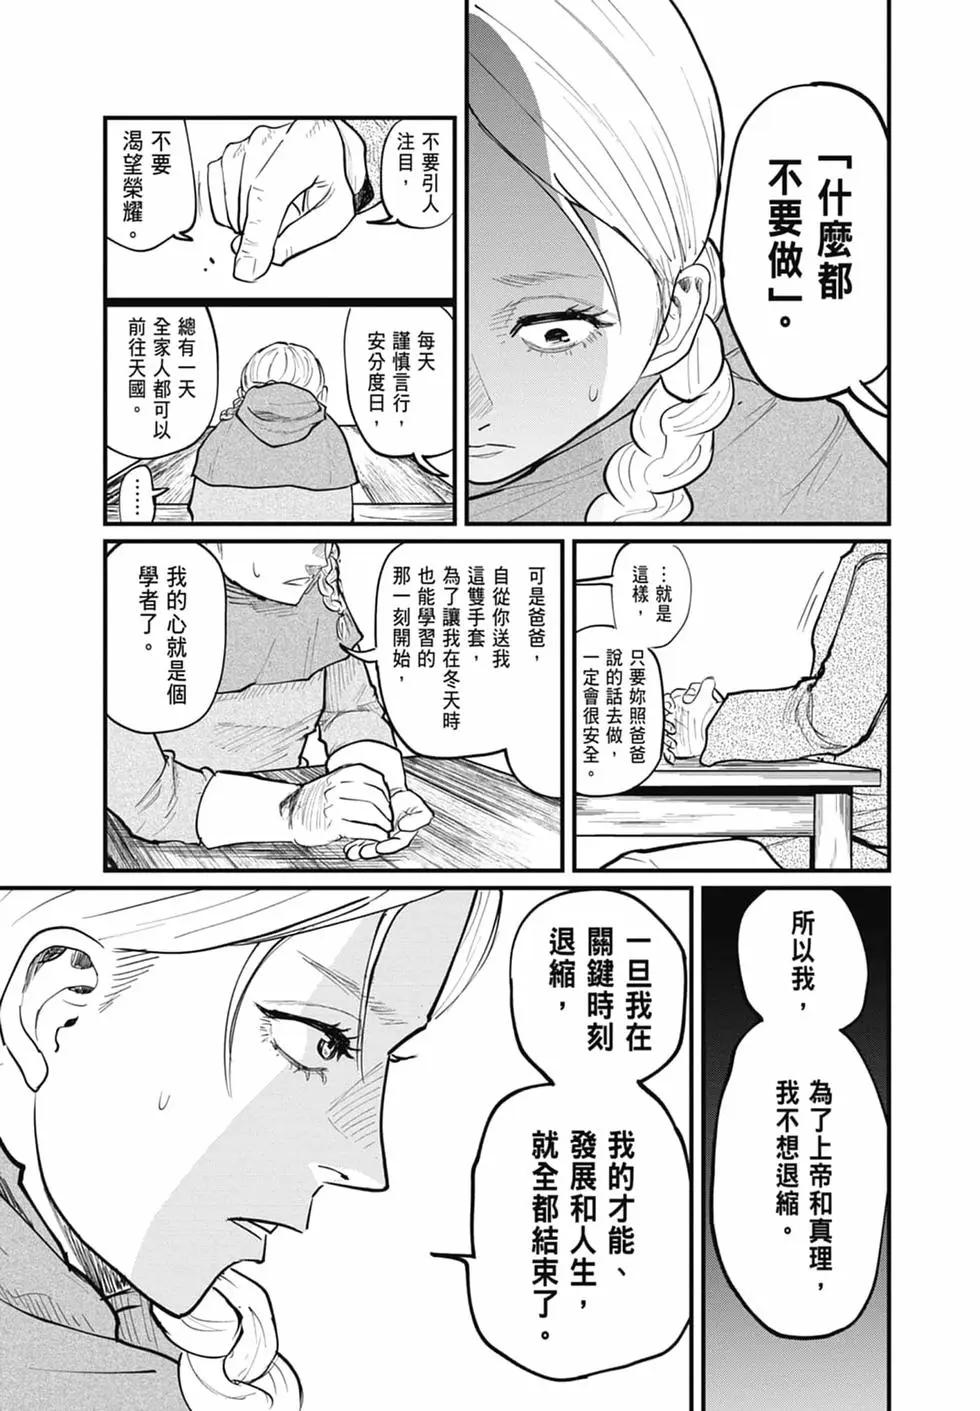 「什麼都
不要做」。
不要引人
注目，
不要
渴望榮耀。
每天
謹慎言行，
安分度日，
總有一天
全家人都可以
前往天國。
……
…就是
這樣，
只要妳照爸爸
說的話去做，
一定會很安全。
可是爸爸，
自從你送我
這雙手套，
為了讓我在冬天時
也能學習的
那一刻開始，
我的心就是個
學者了。
所以我，
為了上帝和真理，
我不想退縮。
一旦我在
關鍵時刻
退縮，
我的才能、
發展和人生，
就全都結束了。